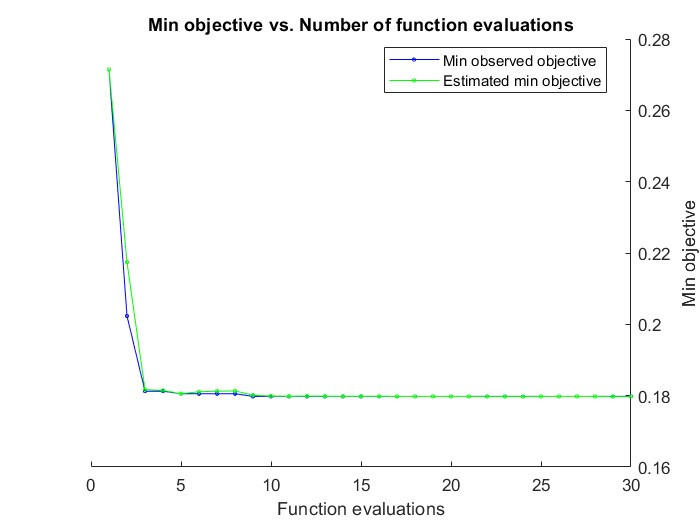 Min objective vs. Number of function evaluations
Min observed objective
Estimated min objective
0.28
0.26
0.24
0.22
0.2
0.18
0.16
Min objective
0 5 10 15 20 25 30
Function evaluations